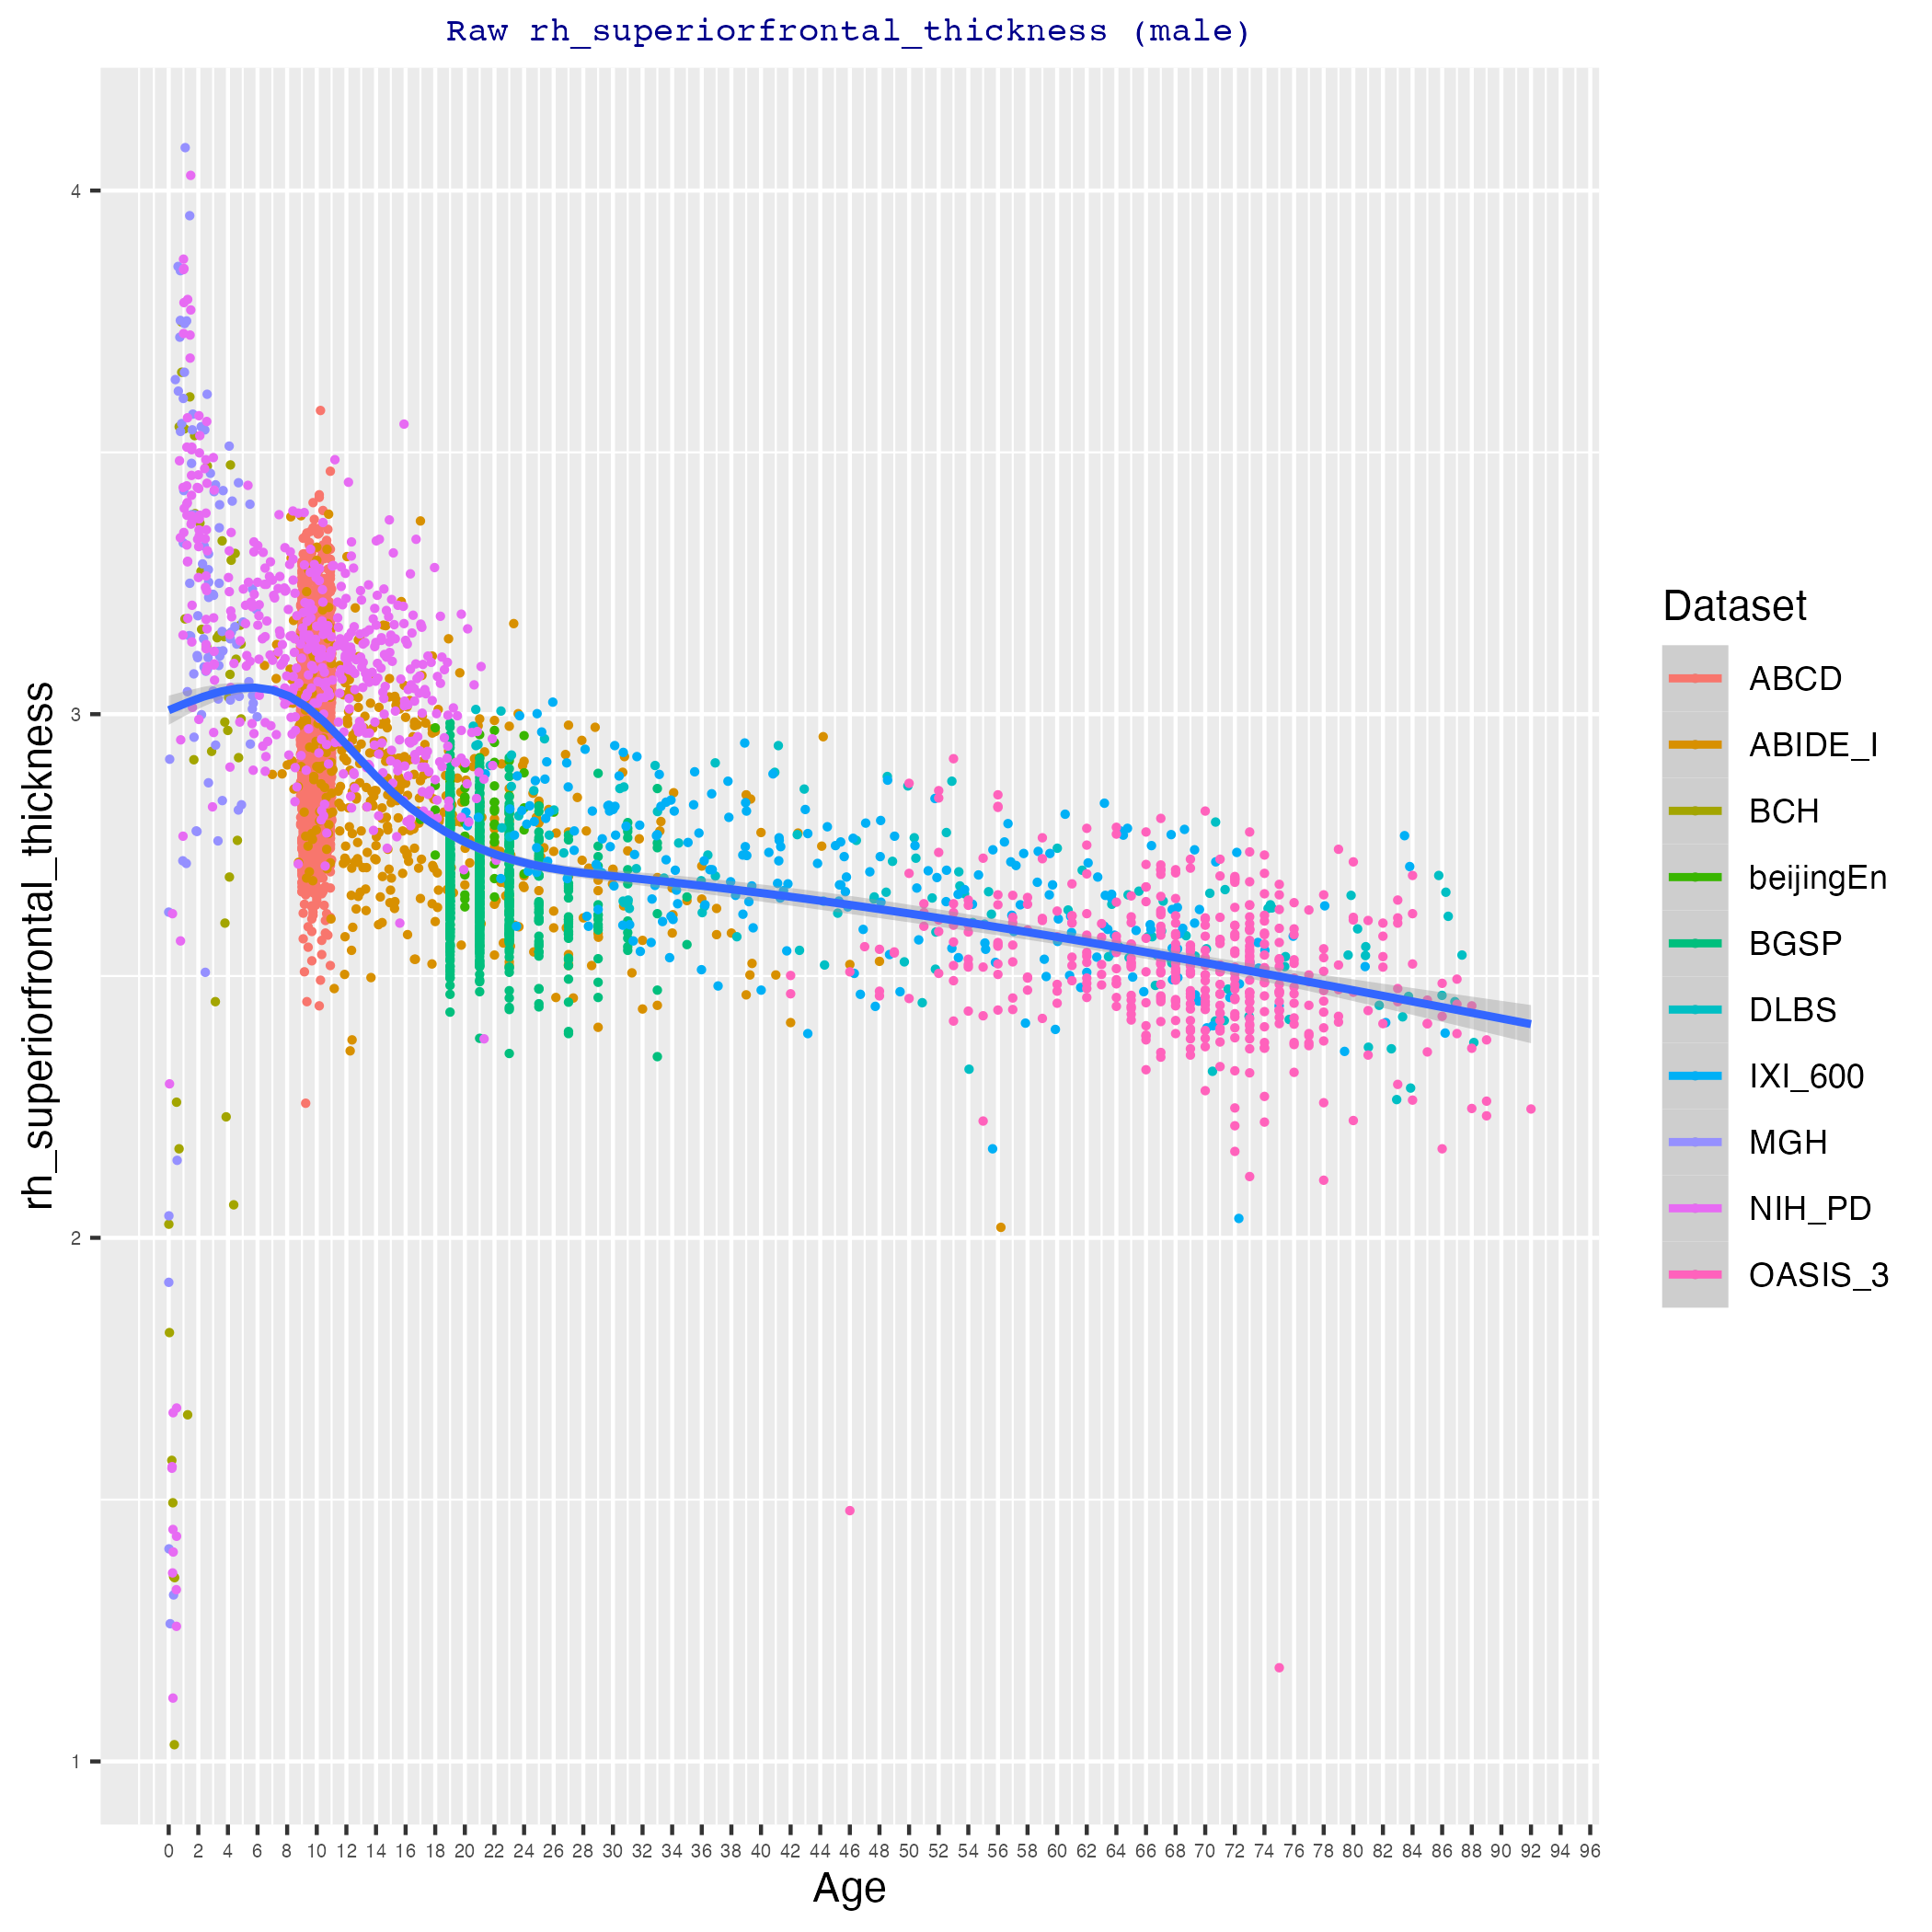 Raw rh_superiorfrontal_thickness (male)
4
3
2
1
rh_superiorfrontal_thickness
0 2 4 6 8 10 12 14 16 18 20 22 24 26 28 30 32 34 36 38 40 42 44 46 48 50 52 54 56 58 60 62 64 66 68 70 72 74 76 78 80 82 84 86 88 90 92 94 96
Age
Dataset
ABCD
ABIDE_I
BCH
beijingEn
BGSP
DLBS
IXI_600
MGH
NIH_PD
OASIS_3